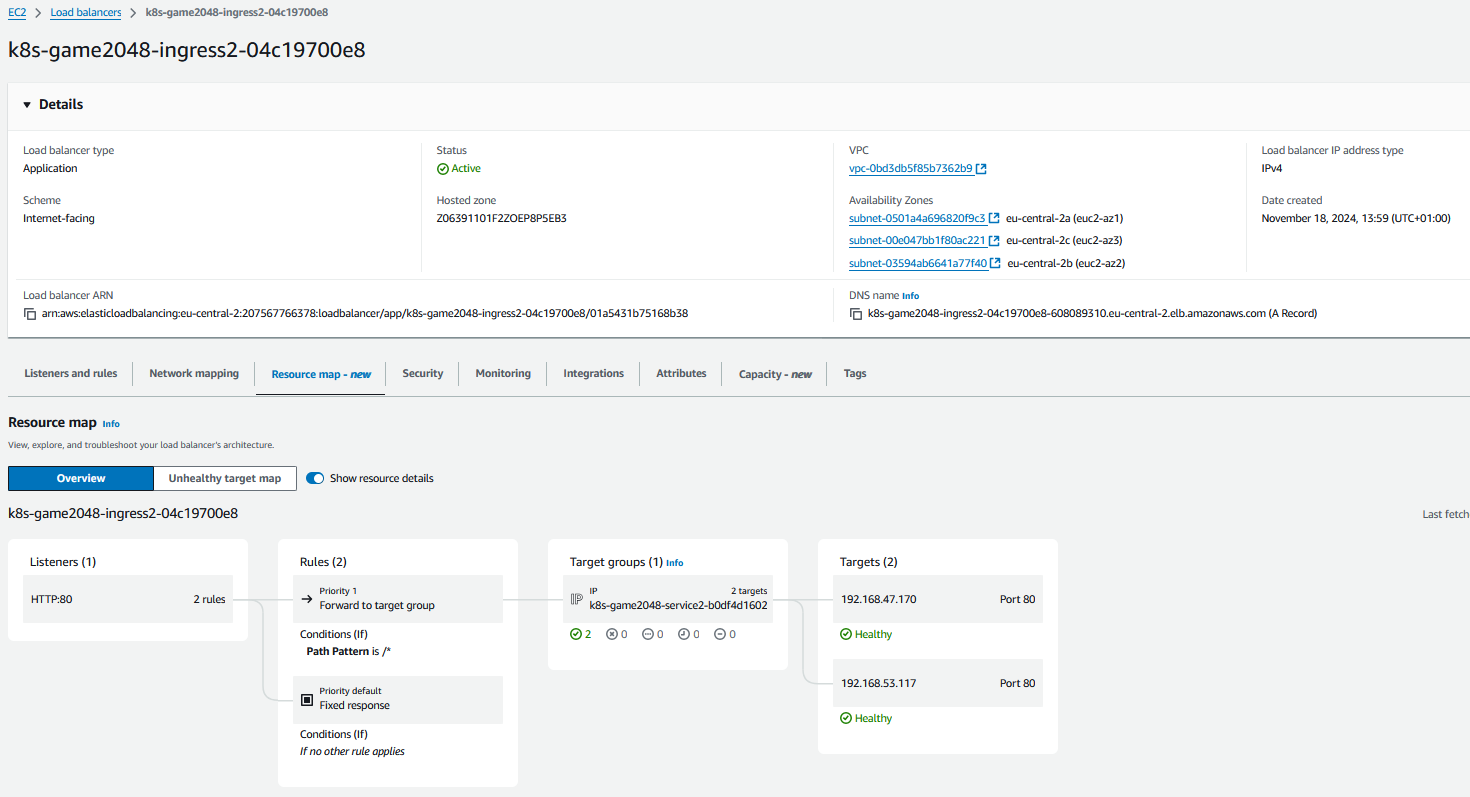 EC2 > Load balancers > k8s-game2048-ingress2-04c19700e8
k8s-game2048-ingress2-04c19700e8
Details
Load balancer type
Application
Status
Active
VPC
vpc-0bd3db5f85b7362b9
Load balancer IP address type
IPv4
Scheme
Internet-facing
Hosted zone
Z06391101F2ZOEP8P5EB3
Availability Zones
subnet-0501a4a696820f9c3 eu-central-2a (euc2-az1)
subnet-00e047bb1f80ac221 eu-central-2c (euc2-az3)
subnet-03594ab6641a77f40 eu-central-2b (euc2-az2)
Date created
November 18, 2024, 13:59 (UTC+01:00)
Load balancer ARN
arn:aws:elasticloadbalancing:eu-central-2:207567766378:loadbalancer/app/k8s-game2048-ingress2-04c19700e8/01a5431b75168b38
DNS name Info
k8s-game2048-ingress2-04c19700e8-608089310.eu-central-2.elb.amazonaws.com (A Record)
Listeners and rules Network mapping Resource map - new Security Monitoring Integrations Attributes Capacity - new Tags
Resource map Info
View, explore, and troubleshoot your load balancer's architecture.
Overview Unhealthy target map Show resource details
k8s-game2048-ingress2-04c19700e8
Last fetch
Listeners (1)
HTTP:80 2 rules
Rules (2)
Priority 1
Forward to target group
Conditions (If)
Path Pattern is /*
Priority default
Fixed response
Conditions (If)
If no other rule applies
Target groups (1) Info
IP 2 targets
k8s-game2048-service2-b0df4d1602
2 0 0 0 0
Targets (2)
192.168.47.170 Port 80
Healthy
192.168.53.117 Port 80
Healthy